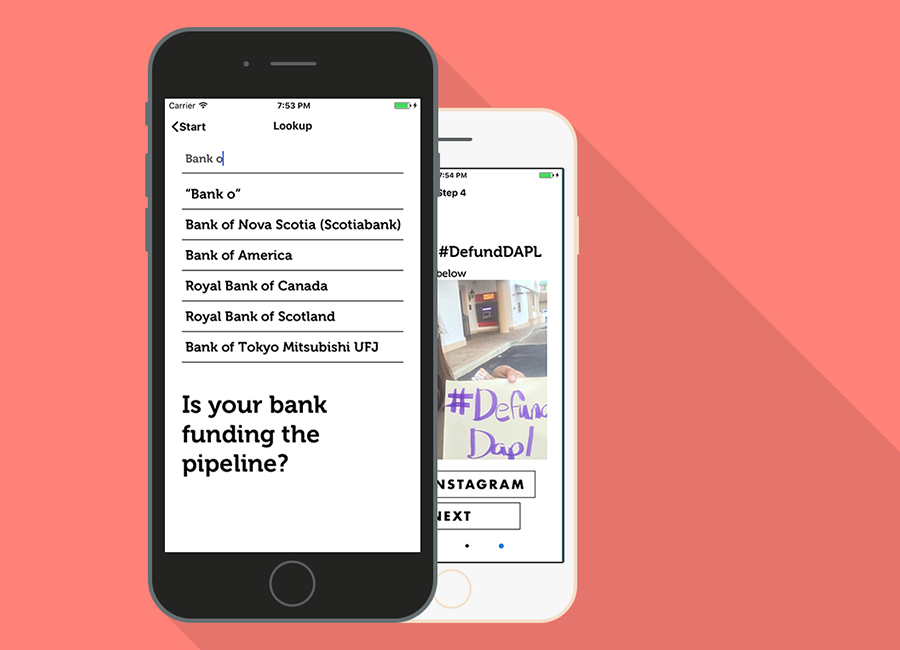 Carrier 7:53 PM
Start Lookup
Bank o
"Bank o"
Bank of Nova Scotia (Scotiabank)
Bank of America
Royal Bank of Canada
Royal Bank of Scotland
Bank of Tokyo Mitsubishi UFJ
Is your bank
funding the
pipeline?
7:54 PM
Step 4
#DefundDAPL
below
#Defund
Dapl
NSTAGRAM
NEXT